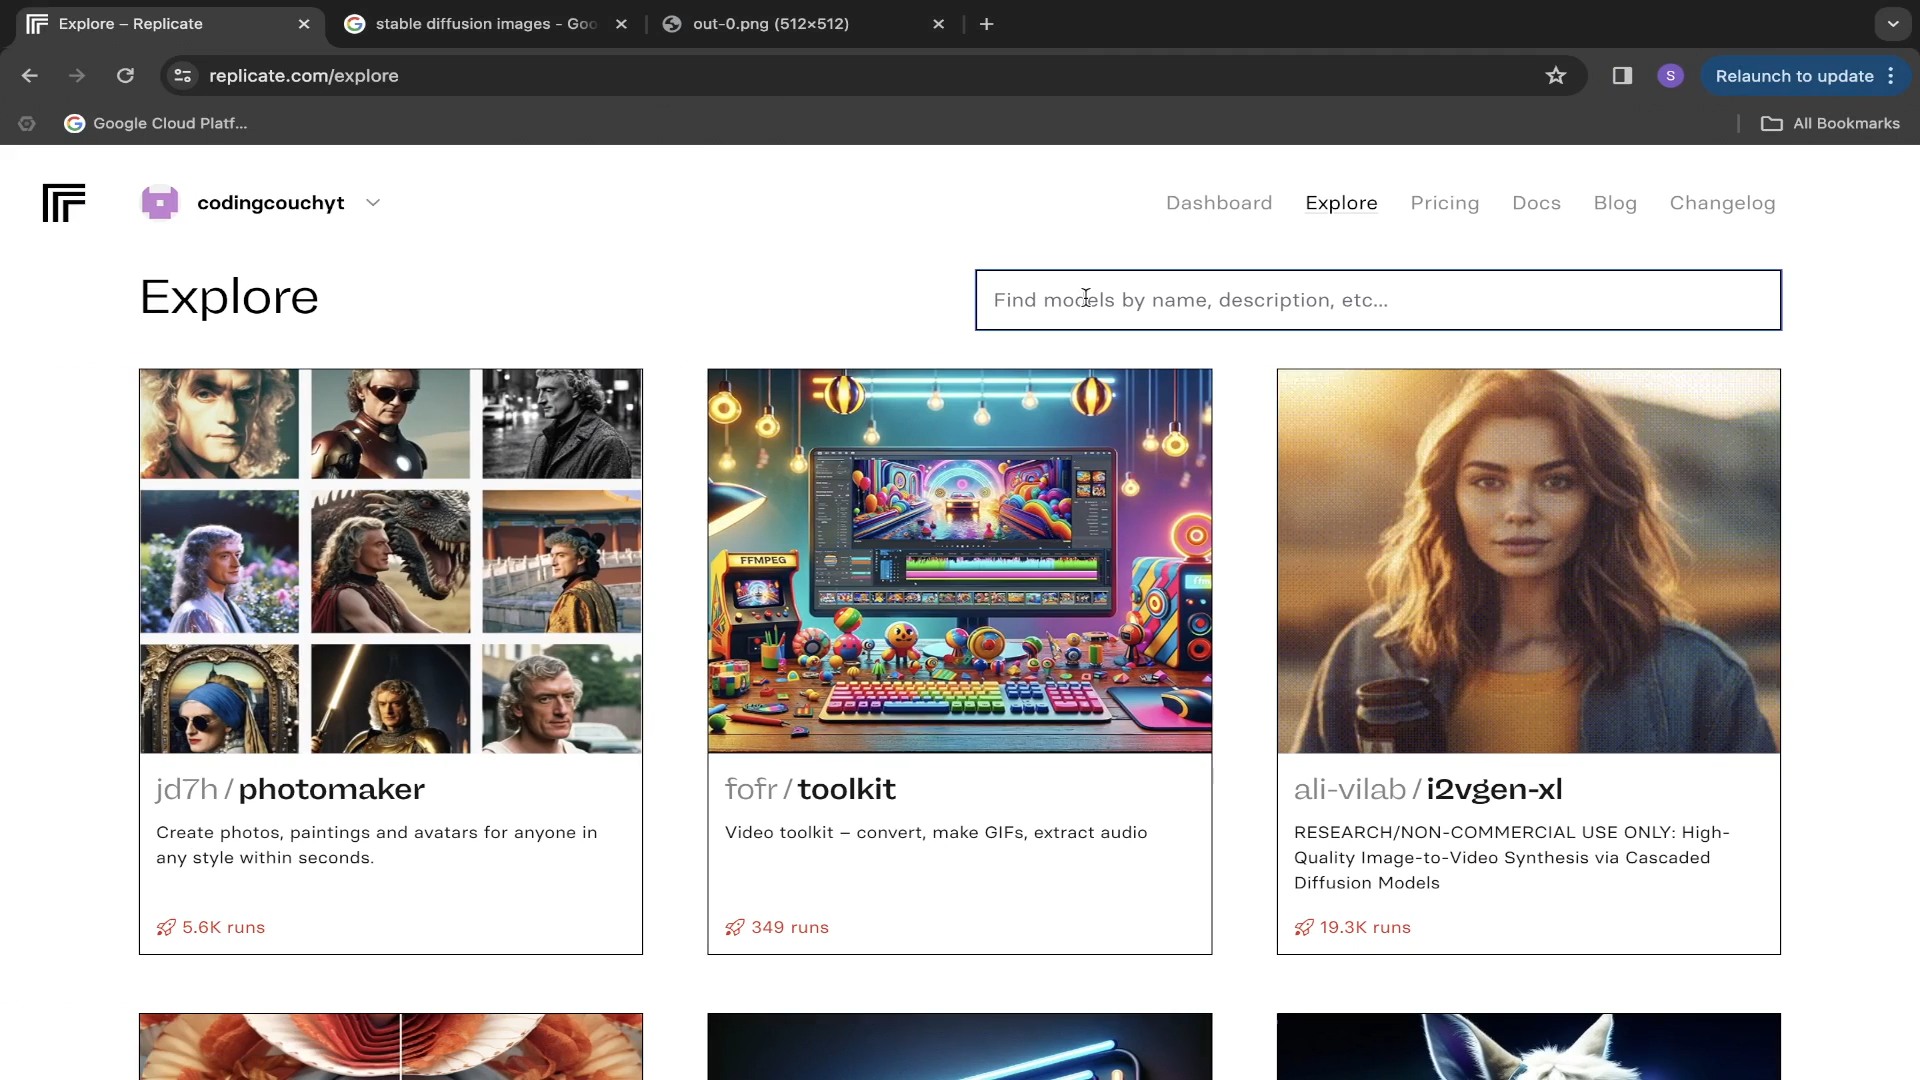 Explore – Replicate
stable diffusion images - Goo
out-0.png (512×512)
replicate.com/explore
Relaunch to update
S
Google Cloud Platf...
All Bookmarks
codingcouchyt
Dashboard
Explore
Pricing
Docs
Blog
Changelog
Explore
Find models by name, description, etc...
FFMPEG
jd7h / photomaker
Create photos, paintings and avatars for anyone in
any style within seconds.
5.6K runs
fofr / toolkit
Video toolkit – convert, make GIFs, extract audio
349 runs
ali-vilab / i2vgen-xl
RESEARCH/NON-COMMERCIAL USE ONLY: High-
Quality Image-to-Video Synthesis via Cascaded
Diffusion Models
19.3K runs